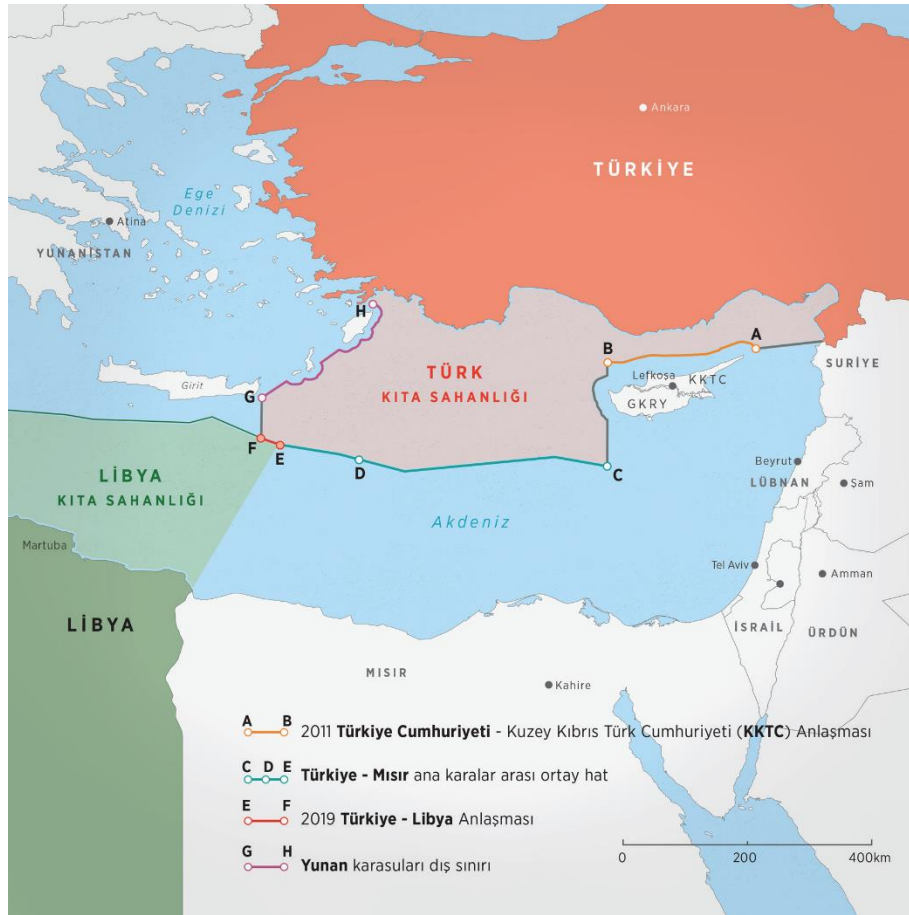 Ankara
TÜRKİYE
Ege
Denizi
Atina
YUNANİSTAN
H
A
B
SURİYE
Girit
TÜRK
KITA SAHANLIĞI
Lefkoşa
KKTC
GKRY
G
F
E
D
C
LİBYA
KITA SAHANLIĞI
Beyrut
LÜBNAN
Şam
Akdeniz
Martuba
Tel Aviv
Amman
LİBYA
İSRAİL
ÜRDÜN
MISIR
Kahire
A B
2011 Türkiye Cumhuriyeti - Kuzey Kıbrıs Türk Cumhuriyeti (KKTC) Anlaşması
C D E
Türkiye - Mısır ana karalar arası ortay hat
E F
2019 Türkiye - Libya Anlaşması
G H
Yunan karasuları dış sınırı
0 200 400km